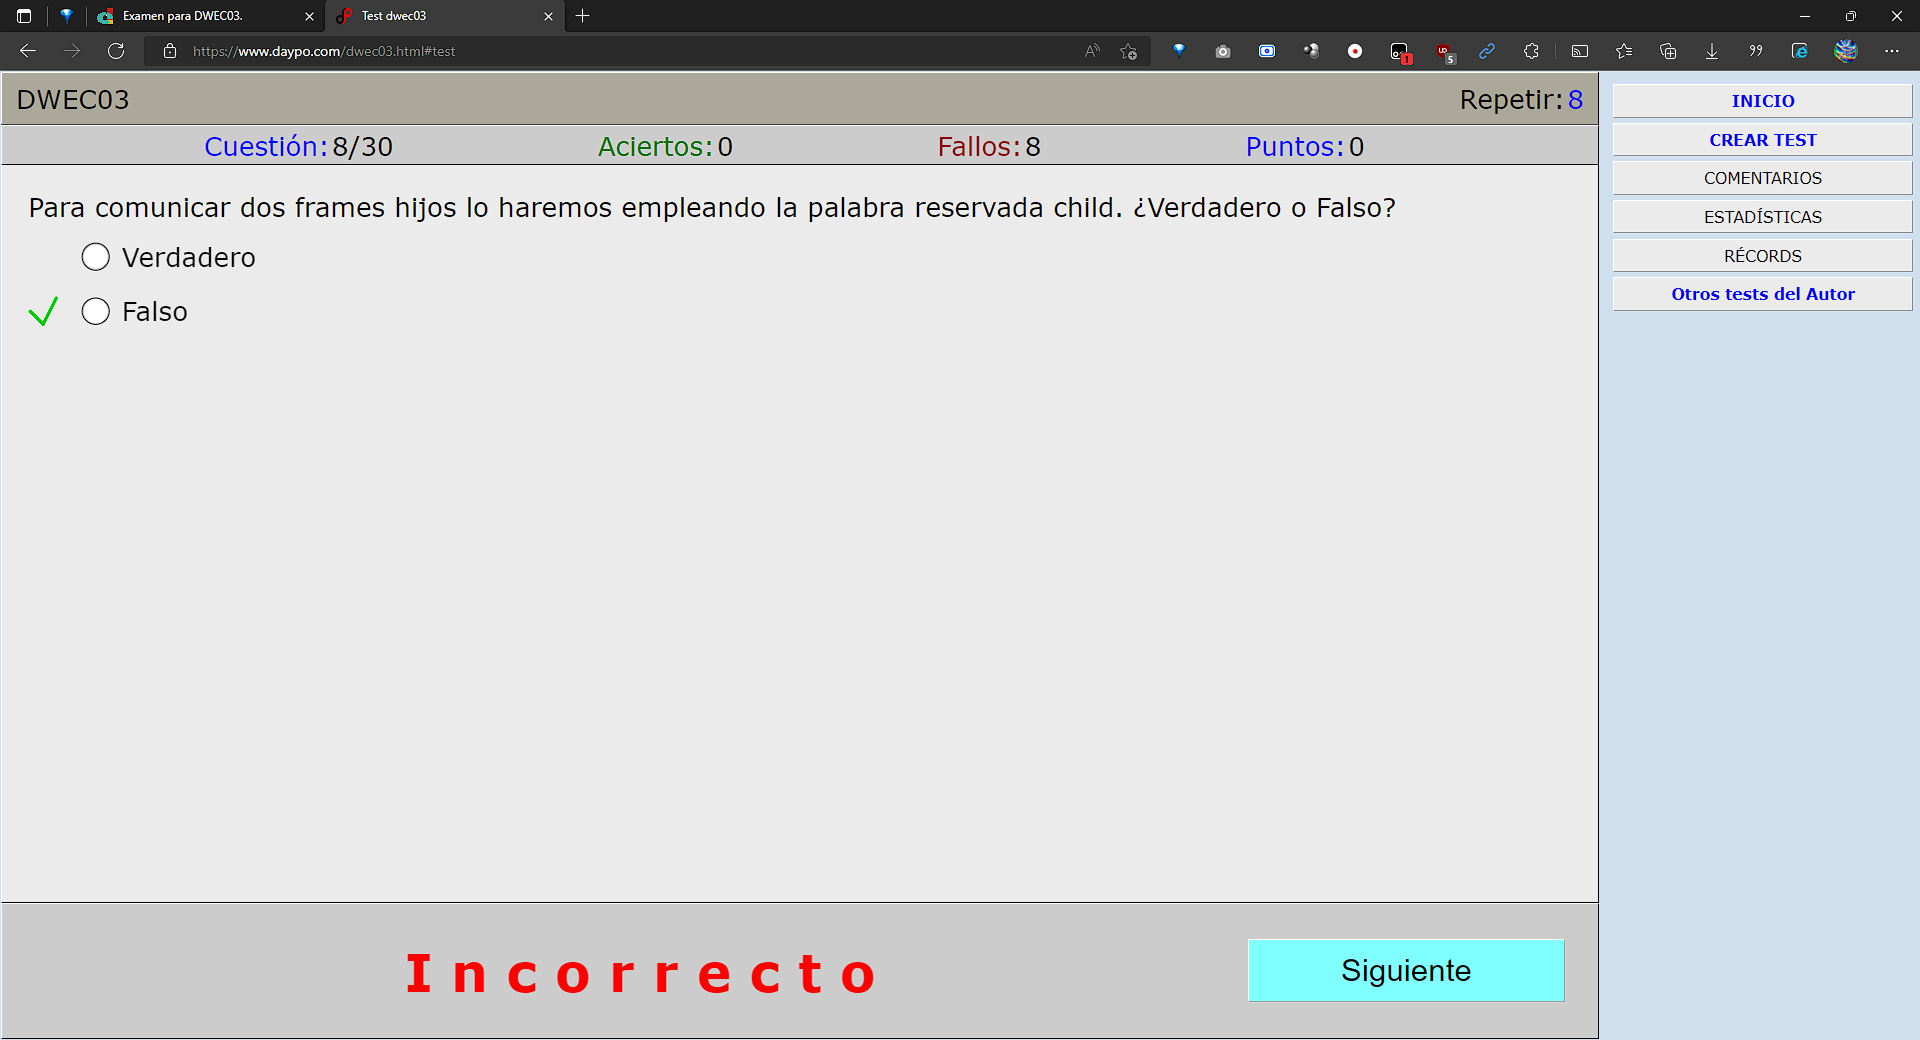 Examen para DWEC03.
Test dwec03
https://www.daypo.com/dwec03.html#test
1
5
DWEC03
Repetir: 8
Cuestión: 8/30
Aciertos: 0
Fallos: 8
Puntos: 0
Para comunicar dos frames hijos lo haremos empleando la palabra reservada child. ¿Verdadero o Falso?
Verdadero
Falso
Incorrecto
Siguiente
INICIO
CREAR TEST
COMENTARIOS
ESTADÍSTICAS
RÉCORDS
Otros tests del Autor